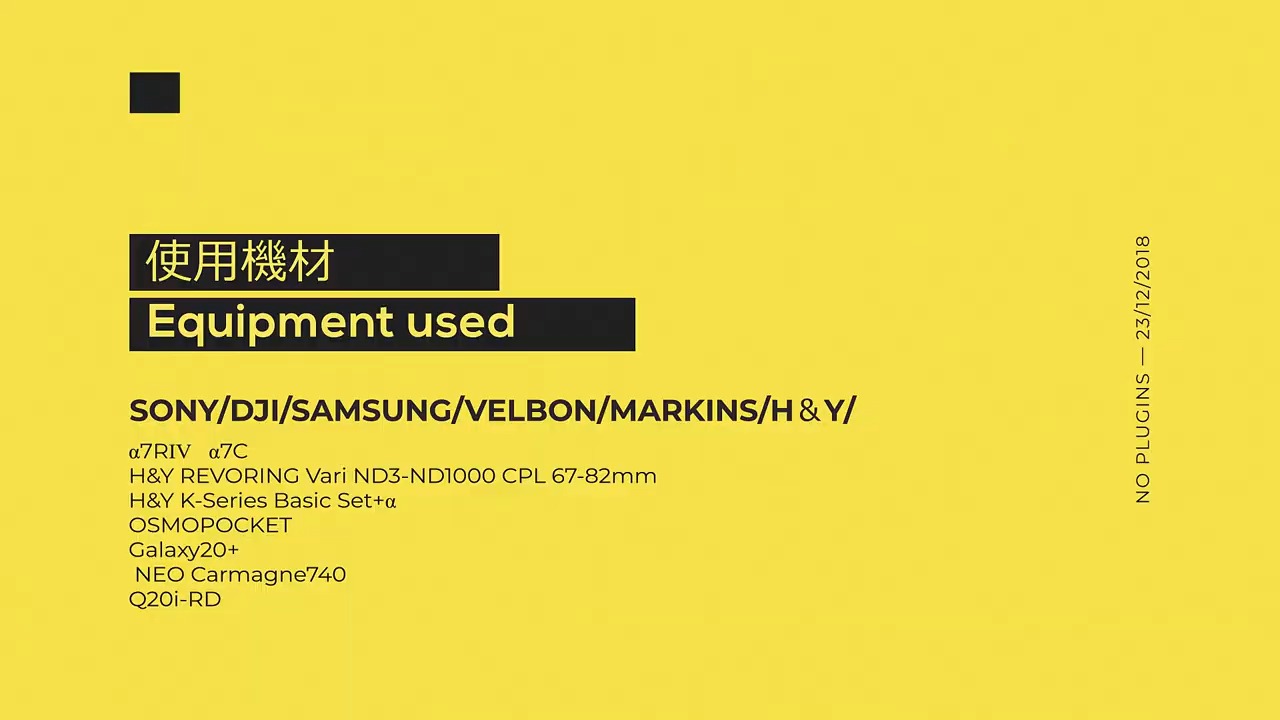 使用機材
Equipment used
SONY/DJI/SAMSUNG/VELBON/MARKINS/H＆Y/
α7RⅣ α7C
H&Y REVORING Vari ND3-ND1000 CPL 67-82mm
H&Y K-Series Basic Set+α
OSMOPOCKET
Galaxy20+
NEO Carmagne740
Q20i-RD
NO PLUGINS — 23/12/2018